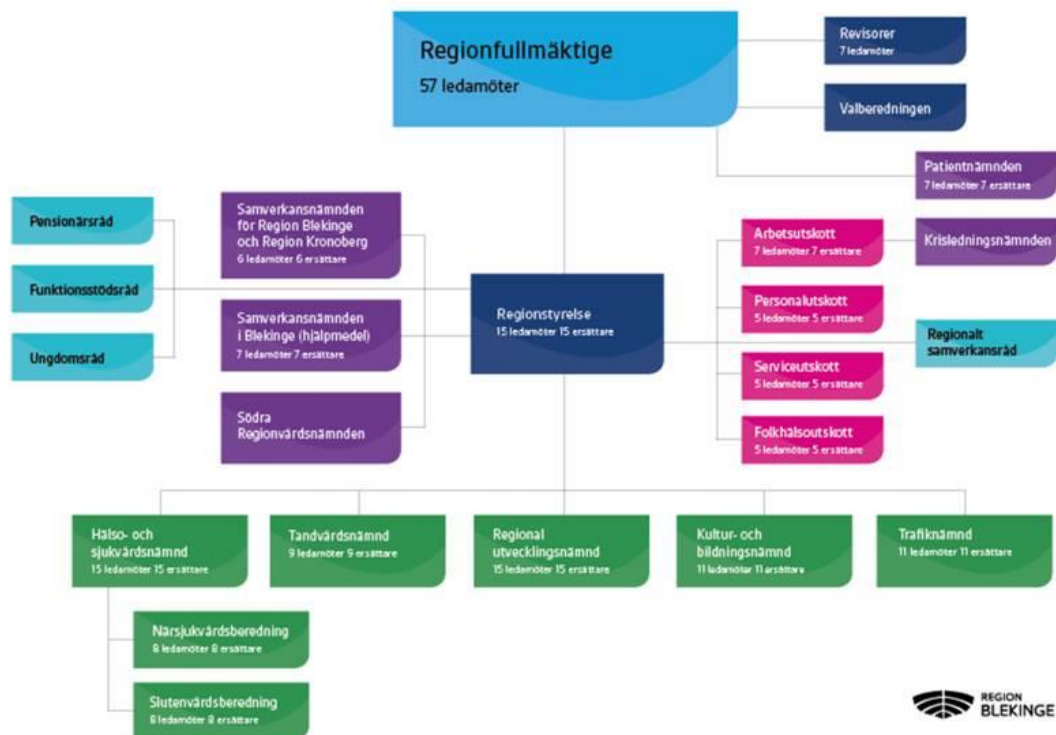 Regionfullmäktige
57 ledamöter
Revisorer
7 ledamöter
Valberedningen
Patientnämnden
7 ledamöter 7 ersättare
Pensionärsråd
Funktionsstödsråd
Ungdomsråd
Samverkansnämnden
för Region Blekinge
och Region Kronoberg
6 ledamöter 6 ersättare
Samverkansnämnden
i Blekinge (hjälpmedel)
7 ledamöter 7 ersättare
Södra
Regionvårdsnämnden
Regionstyrelse
15 ledamöter 15 ersättare
Arbetsutskott
7 ledamöter 7 ersättare
Krisledningsnämnden
Personalutskott
5 ledamöter 5 ersättare
Regionalt
samverkansråd
Serviceutskott
5 ledamöter 5 ersättare
Folkhälsoutskott
5 ledamöter 5 ersättare
Hälso- och
sjukvårdsnämnd
15 ledamöter 15 ersättare
Tandvårdsnämnd
9 ledamöter 9 ersättare
Regional
utvecklingsnämnd
15 ledamöter 15 ersättare
Kultur- och
bildningsnämnd
11 ledamötar 11 ersättare
Trafiknämnd
11 ledamöter 11 ersättare
Närsjukvårdsberedning
8 ledamöter 8 ersättare
Slutenvårdsberedning
8 ledamöter 8 ersättare
REGION
BLEKINGE